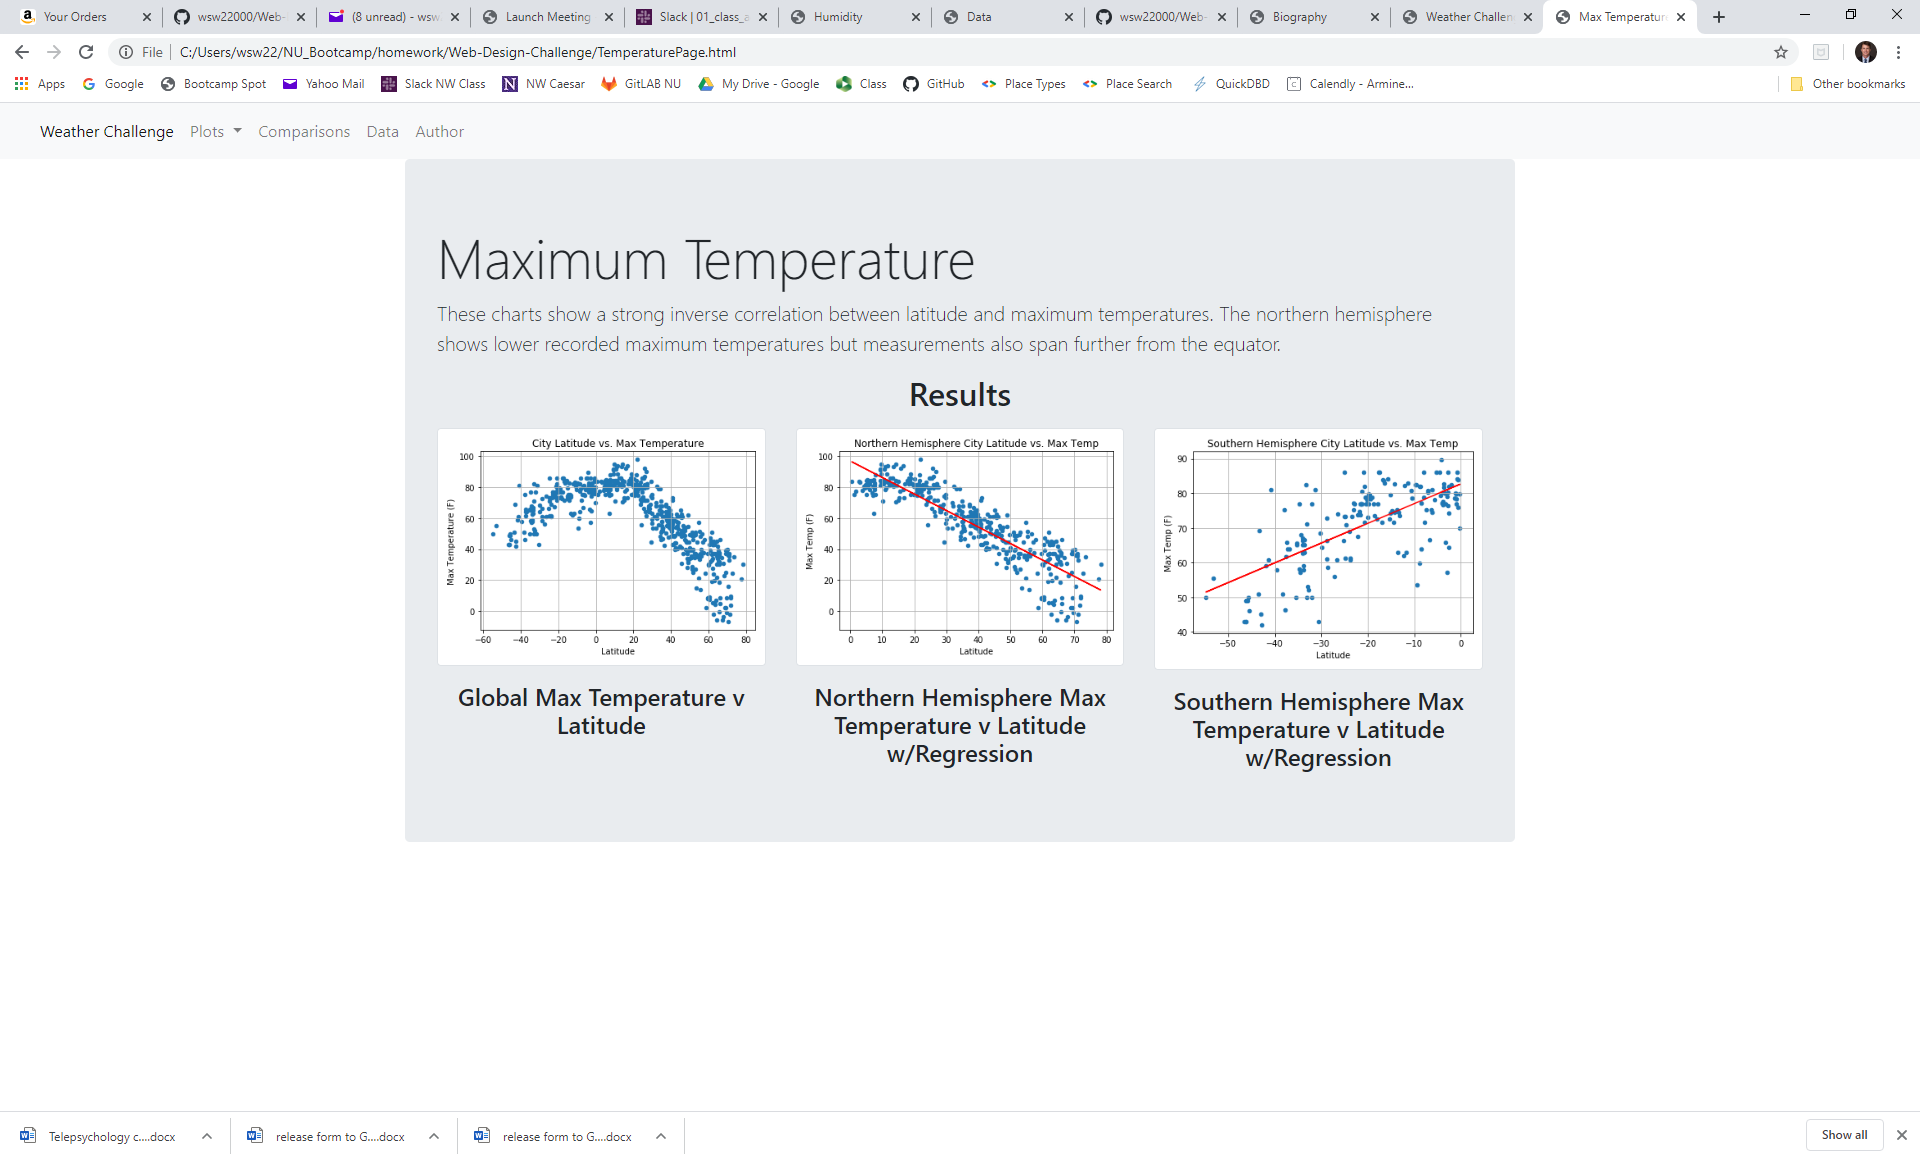 Your Orders
wsw22000/Web-
(8 unread) - wsw
Launch Meeting
Slack | 01_class_a
Humidity
Data
wsw22000/Web-
Biography
Weather Challen
Max Temperatur
File
C:/Users/wsw22/NU_Bootcamp/homework/Web-Design-Challenge/TemperaturePage.html
Apps
Google
Bootcamp Spot
Yahoo Mail
Slack NW Class
NW Caesar
GitLAB NU
My Drive - Google
Class
GitHub
Place Types
Place Search
QuickDBD
Calendly - Armine...
Other bookmarks
Weather Challenge
Plots
Comparisons
Data
Author
Maximum Temperature
These charts show a strong inverse correlation between latitude and maximum temperatures. The northern hemisphere
shows lower recorded maximum temperatures but measurements also span further from the equator.
Results
City Latitude vs. Max Temperature
100
80
60
40
20
0
Max Temperature (F)
−60 −40 −20 0 20 40 60 80
Latitude
Northern Hemisphere City Latitude vs. Max Temp
100
80
60
40
20
0
Max Temp (F)
0 10 20 30 40 50 60 70 80
Latitude
Southern Hemisphere City Latitude vs. Max Temp
90
80
70
60
50
40
Max Temp (F)
−50 −40 −30 −20 −10 0
Latitude
Global Max Temperature v
Latitude
Northern Hemisphere Max
Temperature v Latitude
w/Regression
Southern Hemisphere Max
Temperature v Latitude
w/Regression
Telepsychology c....docx
release form to G....docx
release form to G....docx
Show all